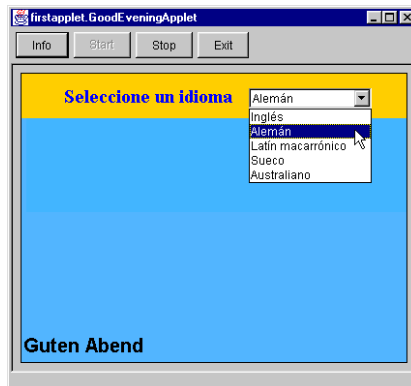 firstapplet.GoodEveningApplet
Info Start Stop Exit
Seleccione un idioma Alemán
Inglés
Alemán
Latín macarrónico
Sueco
Australiano
Guten Abend